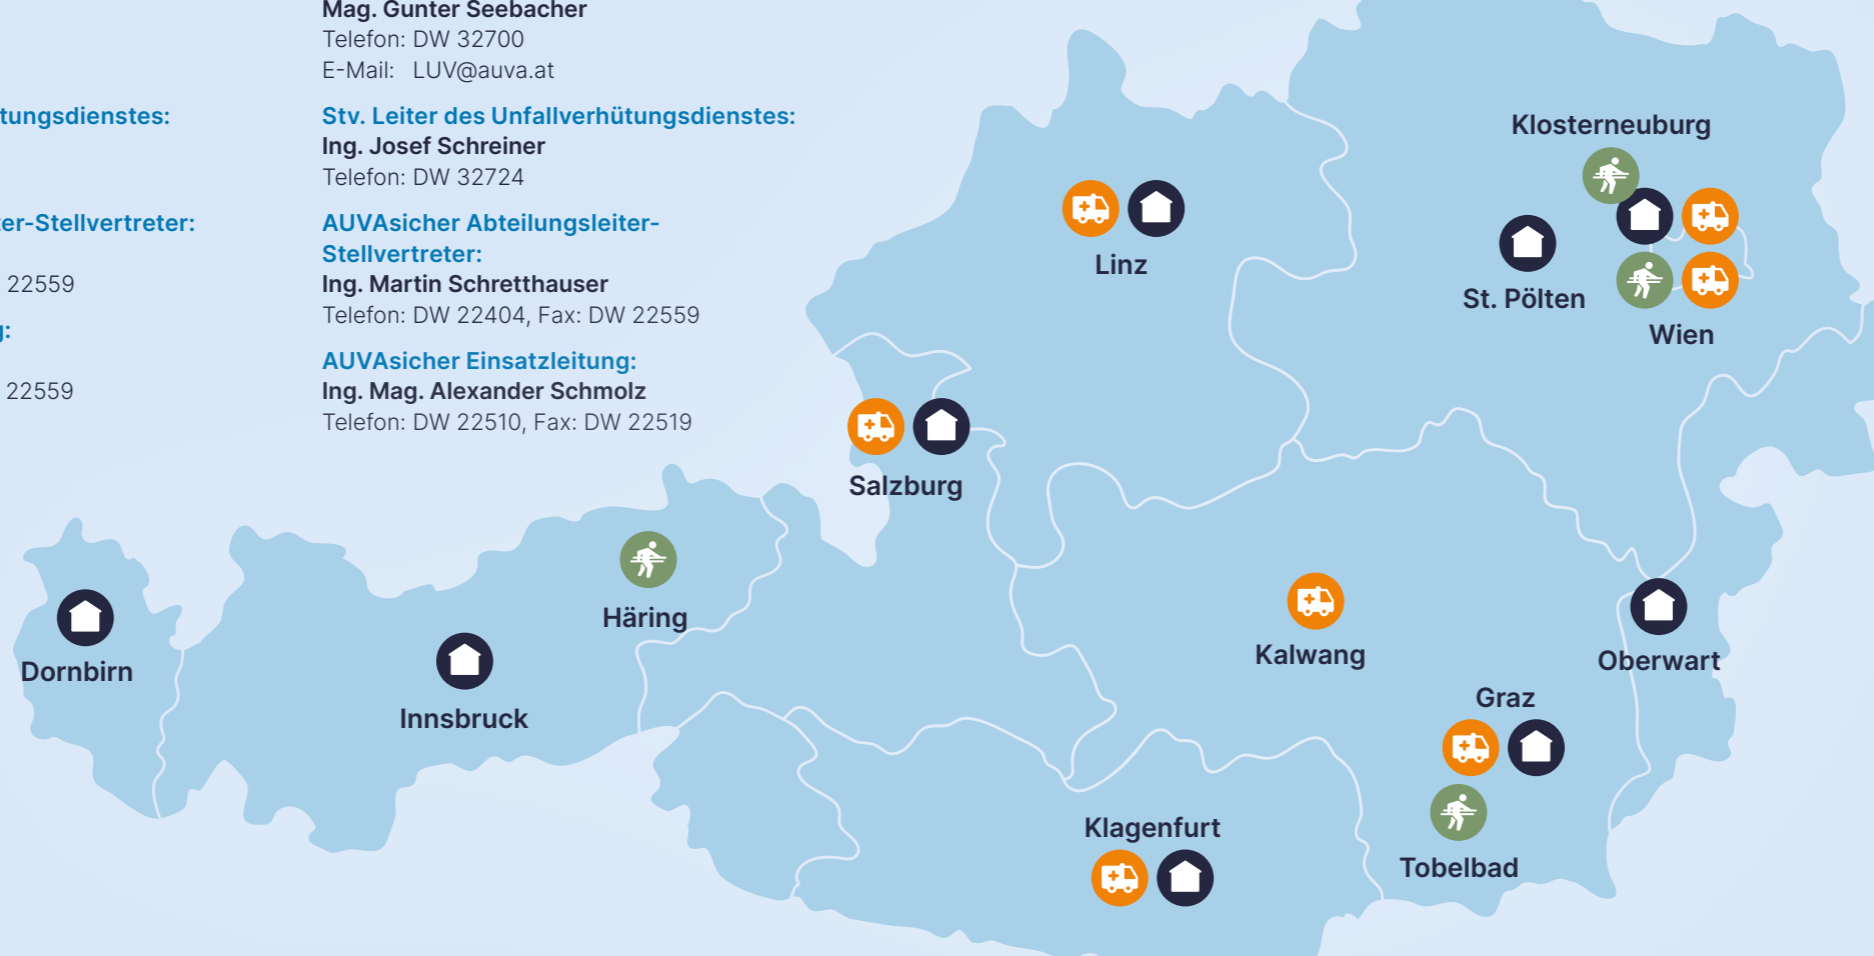 tungsdienstes:
er-Stellvertreter:
22559
g:
22559
Mag. Gunter Seebacher
Telefon: DW 32700
E-Mail: LUV@auva.at
Stv. Leiter des Unfallverhütungsdienstes:
Ing. Josef Schreiner
Telefon: DW 32724
AUVAsicher Abteilungsleiter-
Stellvertreter:
Ing. Martin Schretthauser
Telefon: DW 22404, Fax: DW 22559
AUVAsicher Einsatzleitung:
Ing. Mag. Alexander Schmolz
Telefon: DW 22510, Fax: DW 22519
Klosterneuburg
Linz
St. Pölten
Wien
Salzburg
Häring
Dornbirn
Innsbruck
Kalwang
Oberwart
Graz
Klagenfurt
Tobelbad